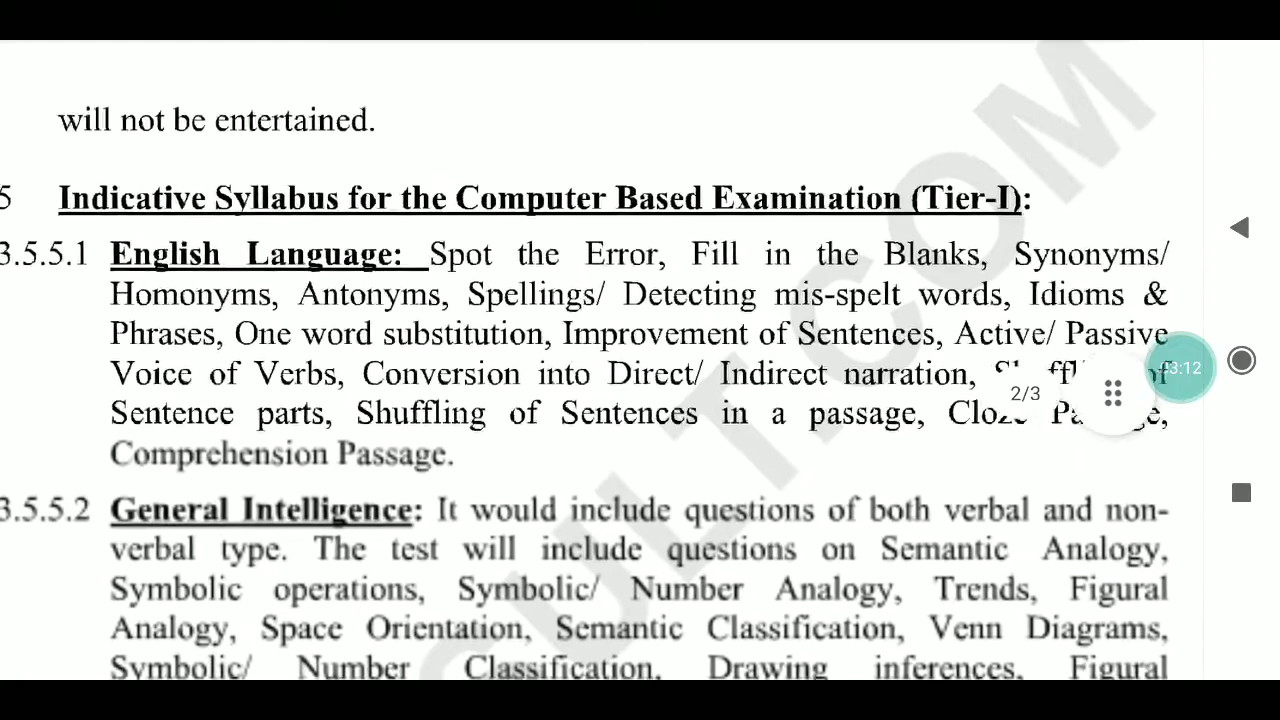 will not be entertained.
5 Indicative Syllabus for the Computer Based Examination (Tier-I):
3.5.5.1 English Language: Spot the Error, Fill in the Blanks, Synonyms/
Homonyms, Antonyms, Spellings/ Detecting mis-spelt words, Idioms &
Phrases, One word substitution, Improvement of Sentences, Active/ Passive
Voice of Verbs, Conversion into Direct/ Indirect narration, of
3:12
2/3
Sentence parts, Shuffling of Sentences in a passage,
Comprehension Passage.
3.5.5.2 General Intelligence: It would include questions of both verbal and non-
verbal type. The test will include questions on Semantic Analogy,
Symbolic operations, Symbolic/ Number Analogy, Trends, Figural
Analogy, Space Orientation, Semantic Classification, Venn Diagrams,
Symbolic/ Number Classification, Drawing inferences, Figural